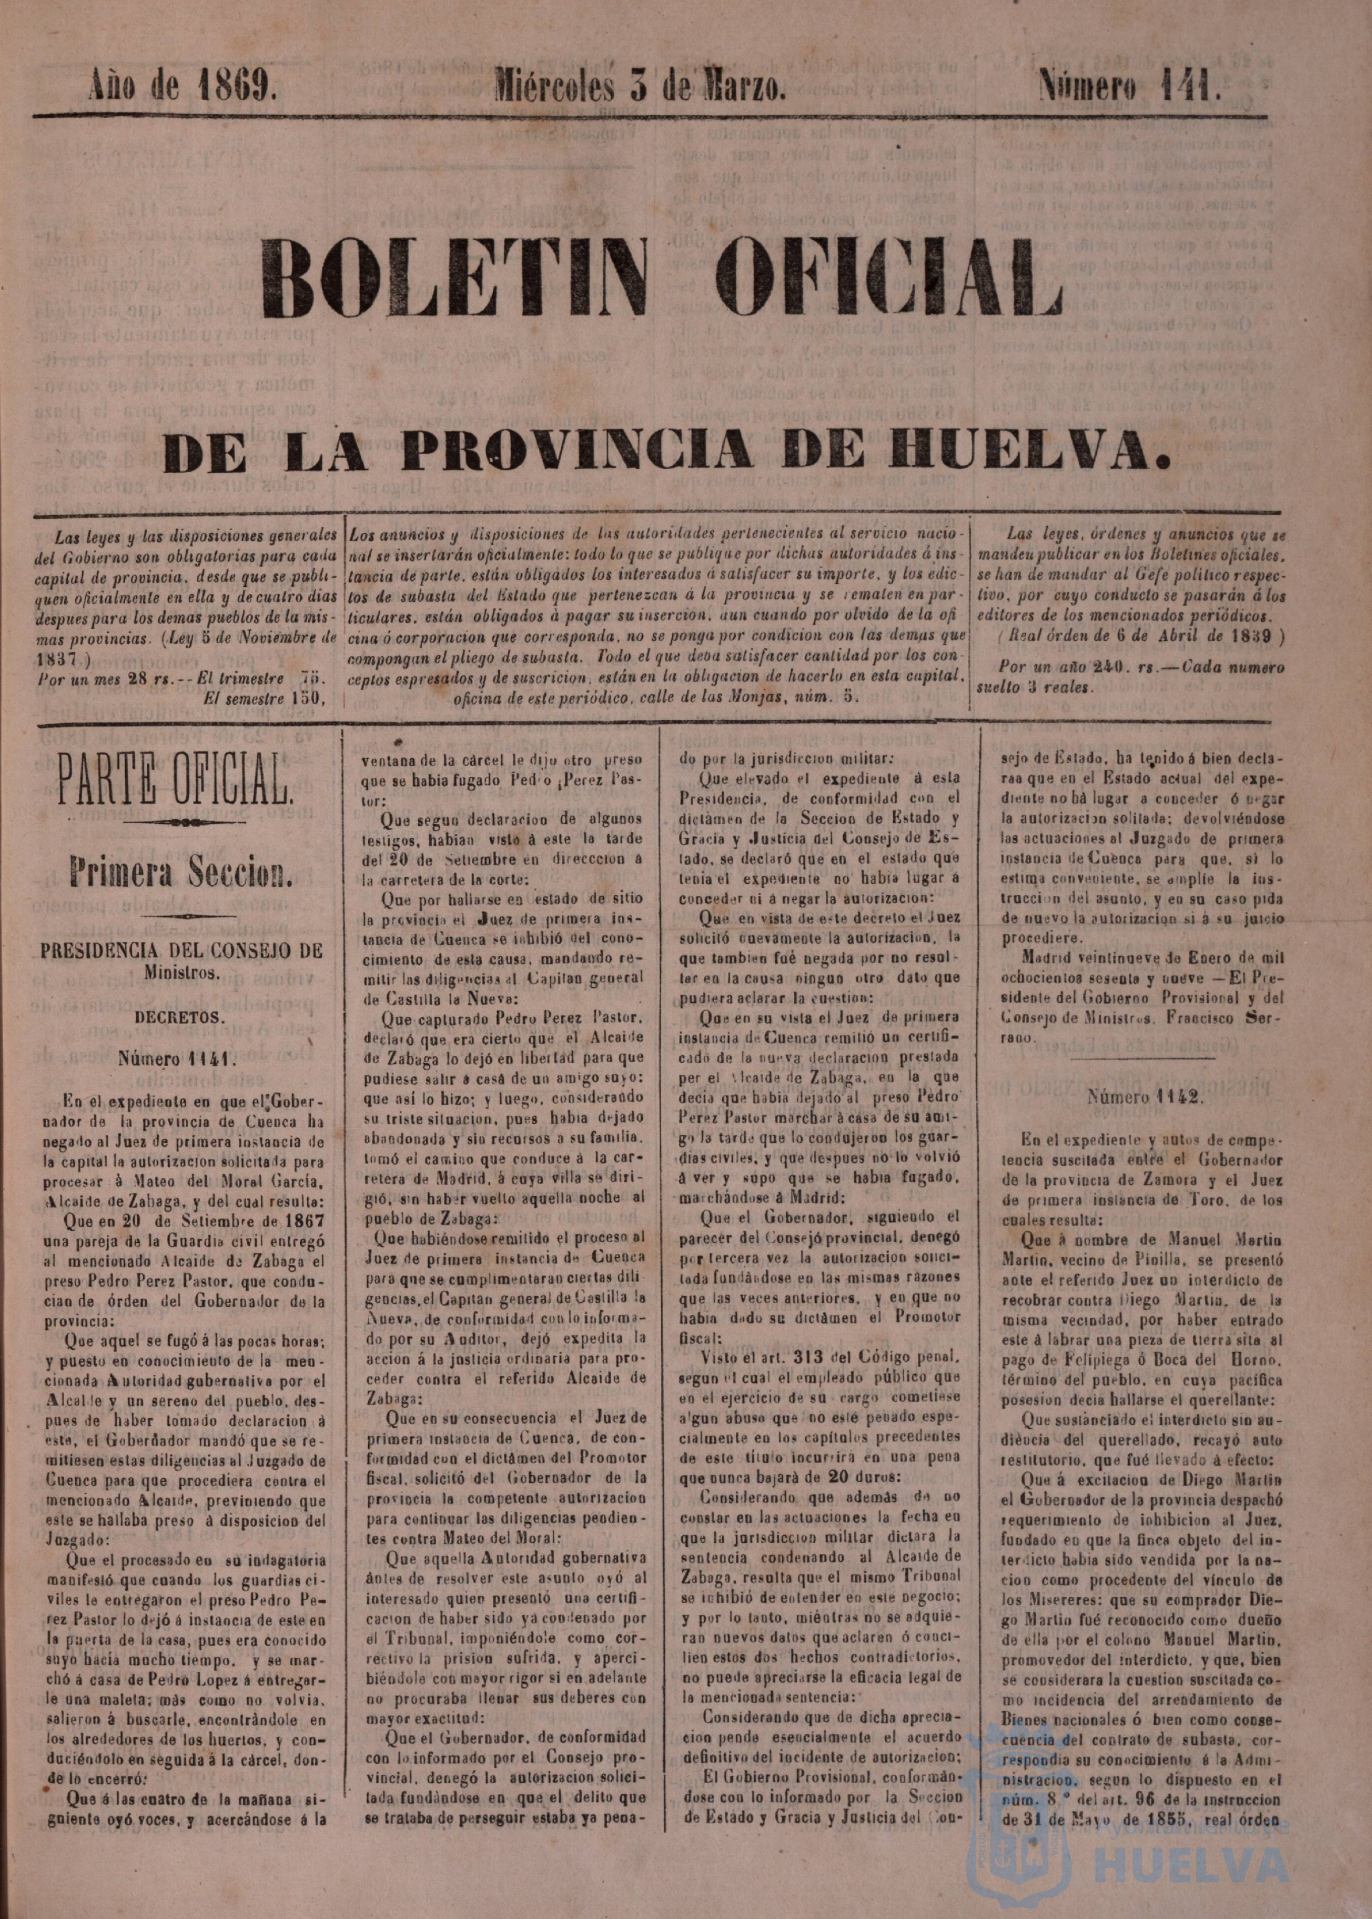 Año de 1869.
Miércoles 3 de Marzo.
Número 141.
BOLETIN OFICIAL
DE LA PROVINCIA DE HUELVA.
Las leyes y las disposiciones generales
del Gobierno son obligatorias para cada
capital de provincia, desde que se publi-
quen oficialmente en ella y de cuatro dias
despues para los demas pueblos de la mis-
mas provincias. (Ley 5 de Noviembre de
1837.)
Por un mes 28 rs.-- El trimestre 75.
El semestre 150,
Los anuncios y disposiciones de las autoridades pertenecientes al servicio nacio-
nal se insertarán oficialmente: todo lo que se publique por dichas autoridades á ins-
tancia de parte, están obligados los interesados á satisfacer su importe, y los edic-
tos de subasta del Estado que pertenezcan á la provincia y se rematen en par-
ticulares, están obligados á pagar su insercion, aun cuando por olvido de la ofi
cina ó corporacion que corresponda, no se ponga por condicion con las demas que
compongan el pliego de subasta. Todo el que deba satisfacer cantidad por los con-
ceptos espresados y de suscricion, están en la obligacion de hacerlo en esta capital,
oficina de este periódico, calle de las Monjas, núm. 5.
Las leyes, órdenes y anuncios que se
mandeu publicar en los Boletines oficiales,
se han de mandar al Gefe politico respec-
tivo, por cuyo conducto se pasarán á los
editores de los mencionados periódicos.
(Real órden de 6 de Abril de 1839)
Por un año 240. rs.—Cada numero
suelto 3 reales.
PARTE OFICIAL.
Primera Seccion.
PRESIDENCIA DEL CONSEJO DE
Ministros.
DECRETOS.
Número 1141.
En el expediente en que el Gober-
nador de la provincia de Cuenca ha
negado al Juez de primera instancia de
la capital la autorizacion solicitada para
procesar á Mateo del Moral Garcia,
Alcaide de Zabaga, y del cual resulta:
Que en 20 de Setiembre de 1867
una pareja de la Guardia civil entregó
al mencionado Alcaide de Zabaga el
preso Pedro Perez Pastor, que condu-
cian de órden del Gobernador de la
provincia:
Que aquel se fugó á las pocas horas;
y puesto en conocimiento de la men-
cionada Autoridad gubernativa por el
Alcalde y un sereno del pueblo, des-
pues de haber tomado declaracion á
este, el Gobernador mandó que se re-
mitiesen estas diligencias al Juzgado de
Cuenca para que procediera contra el
mencionado Alcaide, previniendo que
este se hallaba preso á disposicion del
Juzgado:
Que el procesado en su indagatoria
manifestó que cuando los guardias ci-
viles le entregaron el preso Pedro Pe-
rez Pastor lo dejó á instancia de este en
la puerta de la casa, pues era conocido
suyo hacia mucho tiempo, y se mar-
chó á casa de Pedro Lopez á entregar-
le una maleta; más como no volvia,
salieron á buscarle, encontrándole en
los alrededores de los huertos, y con-
duciéndolo en seguida á la cárcel, don-
de lo encerró:
Que á las cuatro de la mañana si-
guiente oyó voces, y acercándose á la
ventana de la cárcel le dijo otro preso
que se habia fugado Pedro Perez Pas-
tor:
Que segun declaracion de algunos
testigos, habian visto á este la tarde
del 20 de Setiembre en direcccion á
la carretera de la corte:
Que por hallarse en estado de sitio
la provincia el Juez de primera ins-
tancia de Cuenca se inhibió del cono-
cimiento de esta causa, mandando re-
mitir las diligencias al Capitan general
de Castilla la Nueva:
Que capturado Pedro Perez Pastor,
declaró que era cierto que el Alcaide
de Zabaga lo dejó en libertad para que
pudiese salir á casa de un amigo suyo:
que así lo hizo; y luego, considerando
su triste situacion, pues habia dejado
abandonada y sin recursos a su familia,
tomó el camino que conduce á la car-
retera de Madrid, á cuya villa se diri-
gió, sin haber vuelto aquella noche al
pueblo de Zabaga:
Que habiéndose remitido el proceso al
Juez de primera instancia de Cuenca
para que se cumplimentaran ciertas dili
gencias, el Capitan general de Castilla la
Nueva, de conformidad con lo informa-
do por su Auditor, dejó expedita la
accion á la justicia ordinaria para pro-
ceder contra el referido Alcaide de
Zabaga:
Que en su consecuencia el Juez de
primera instancia de Cuenca, de con-
formidad con el dictámen del Promotor
fiscal, solicitó del Gobernador de la
provincia la competente autorizacion
para continuar las diligencias pendien-
tes contra Mateo del Moral:
Que aquella Autoridad gubernativa
ántes de resolver este asunto oyó al
interesado quien presentó una certifi-
cacion de haber sido ya condenado por
el Tribunal, imponiéndole como cor-
rectivo la prision sufrida, y aperci-
biéndole con mayor rigor si en adelante
no procuraba llenar sus deberes con
mayor exactitud:
Que el Gobernador, de conformidad
con lo informado por el Consejo pro-
vincial, denegó la autorizacion solici-
tada fundándose en que el delito que
se trataba de perseguir estaba ya pena-
do por la jurisdiccion militar:
Que elevado el expediente á esta
Presidencia, de conformidad con el
dictámen de la Seccion de Estado y
Gracia y Justicia del Consejo de Es-
tado, se declaró que en el estado que
tenia el expediente no habia lugar á
conceder ni á negar la autorizacion:
Que en vista de este decreto el Juez
solicitó nuevamente la autorizacion, la
que tambien fué negada por no resol-
ter en la causa ningun otro dato que
pudiera aclarar la cuestion:
Que en su vista el Juez de primera
instancia de Cuenca remitió un certifi-
cado de la nueva declaracion prestada
per el Alcaide de Zabaga, en la que
decia que habia dejado al preso Pedro
Perez Pastor marchar á casa de su ami-
go la tarde que lo condujeron los guar-
dias civiles, y que despues no lo volvió
á ver y supo que se habia fugado,
marchándose á Madrid:
Que el Gobernador, siguiendo el
parecer del Consejo provincial, denegó
por tercera vez la autorizacion solici-
tada fundándose en las mismas razones
que las veces anteriores, y en que no
habia dado su dictámen el Promotor
fiscal:
Visto el art. 313 del Código penal,
segun el cual el empleado público que
en el ejercicio de su cargo cometiese
algun abuso que no esté penado espe-
cialmente en los capítulos precedentes
de este título incurrirá en una pena
que nunca bajará de 20 duros:
Considerando que además de no
constar en las actuaciones la fecha en
que la jurisdiccion militar dictara la
sentencia condenando al Alcaide de
Zabaga, resulta que el mismo Tribunal
se inhibió de entender en este negocio;
y por lo tanto, miéntras no se adquie-
ran nuevos datos que aclaren ó conci-
lien estos dos hechos contradictorios,
no puede apreciarse la eficacia legal de
la mencionada sentencia:
Considerando que de dicha aprecia-
cion pende esencialmente el acuerdo
definitivo del incidente de autorizacion;
El Gobierno Provisional, conformán-
dose con lo informado por la Seccion
de Estado y Gracia y Justicia del Con-
sejo de Estado, ha tenido á bien decla-
raa que en el Estado actual del expe-
diente no há lugar a conceder ó negar
la autorizacion solitada; devolviéndose
las actuaciones al Juzgado de primera
instancia de Cuenca para que, si lo
estima conveniente, se amplie la ins-
truccion del asunto, y en su caso pida
de nuevo la autorizacion si á su juicio
procediere.
Madrid veintinueve de Enero de mil
ochocientos sesenta y nueve —El Pre-
sidente del Gobierno Provisional y del
Consejo de Ministros, Francisco Ser-
rano.
Número 1142.
En el expediente y autos de compe-
tencia suscitada entre el Gobernador
de la provincia de Zamora y el Juez
de primera instancia de Toro, de los
cuales resulta:
Que á nombre de Manuel Martin
Martin, vecino de Pinilla, se presentó
ante el referido Juez un interdicto de
recobrar contra Diego Martin, de la
misma vecindad, por haber entrado
este á labrar una pieza de tierra sita al
pago de Felipiega ó Boca del Horno,
término del pueblo, en cuya pacífica
posesion decia hallarse el querellante:
Que sustanciado el interdicto sin au-
diencia del querellado, recayó auto
restitutorio, que fué llevado á efecto:
Que á excitacion de Diego Martin
el Gobernador de la provincia despachó
requerimiento de inhibicion al Juez,
fundado en que la finca objeto del in-
terdicto habia sido vendida por la na-
cion como procedente del vínculo de
los Misereres: que su comprador Die-
go Martin fué reconocido como dueño
de ella por el colono Manuel Martin,
promovedor del interdicto, y que, bien
se considerara la cuestion suscitada co-
mo incidencia del arrendamiento de
Bienes nacionales ó bien como conse-
cuencia del contrato de subasta, cor-
respondia su conocimiento á la Admi-
nistracion, segun lo dispuesto en el
núm. 8.º del art. 96 de la instruccion
de 31 de Mayo de 1855, real órden
Ayuntamiento de
HUELVA